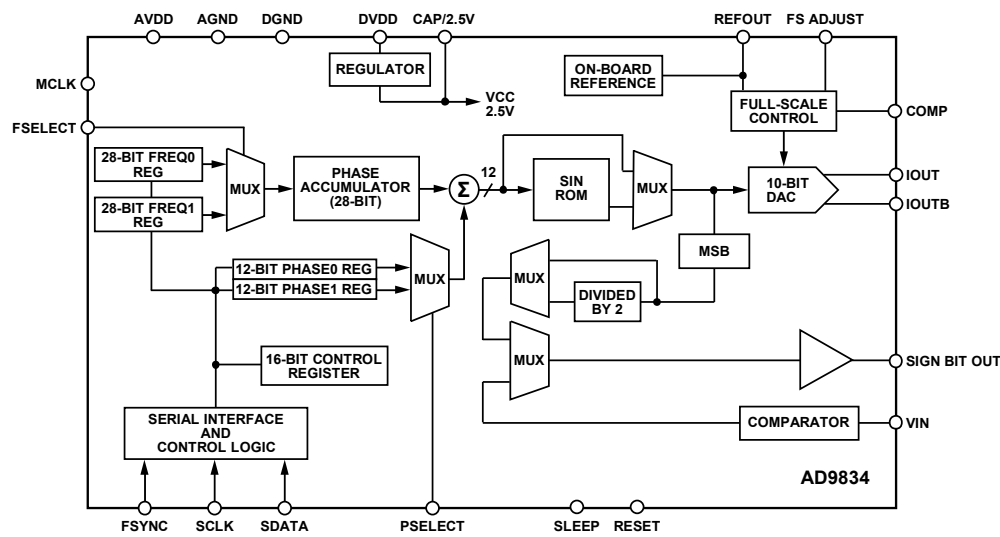 AVDD
AGND
DGND
DVDD
CAP/2.5V
REFOUT
FS ADJUST
MCLK
FSELECT
REGULATOR
VCC
2.5V
ON-BOARD
REFERENCE
FULL-SCALE
CONTROL
COMP
28-BIT FREQ0
REG
28-BIT FREQ1
REG
MUX
PHASE
ACCUMULATOR
(28-BIT)
Σ
12
SIN
ROM
MUX
10-BIT
DAC
IOUT
IOUTB
MSB
12-BIT PHASE0 REG
12-BIT PHASE1 REG
MUX
MUX
DIVIDED
BY 2
MUX
SIGN BIT OUT
16-BIT CONTROL
REGISTER
SERIAL INTERFACE
AND
CONTROL LOGIC
COMPARATOR
VIN
AD9834
FSYNC
SCLK
SDATA
PSELECT
SLEEP
RESET